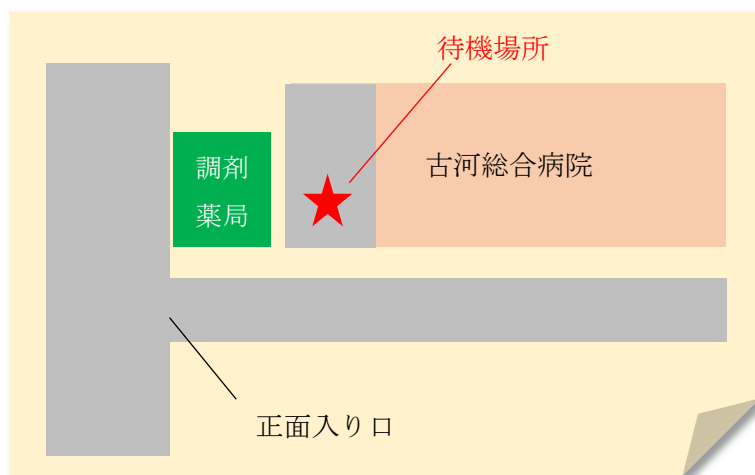 待機場所
調剤
薬局
古河総合病院
正面入り口